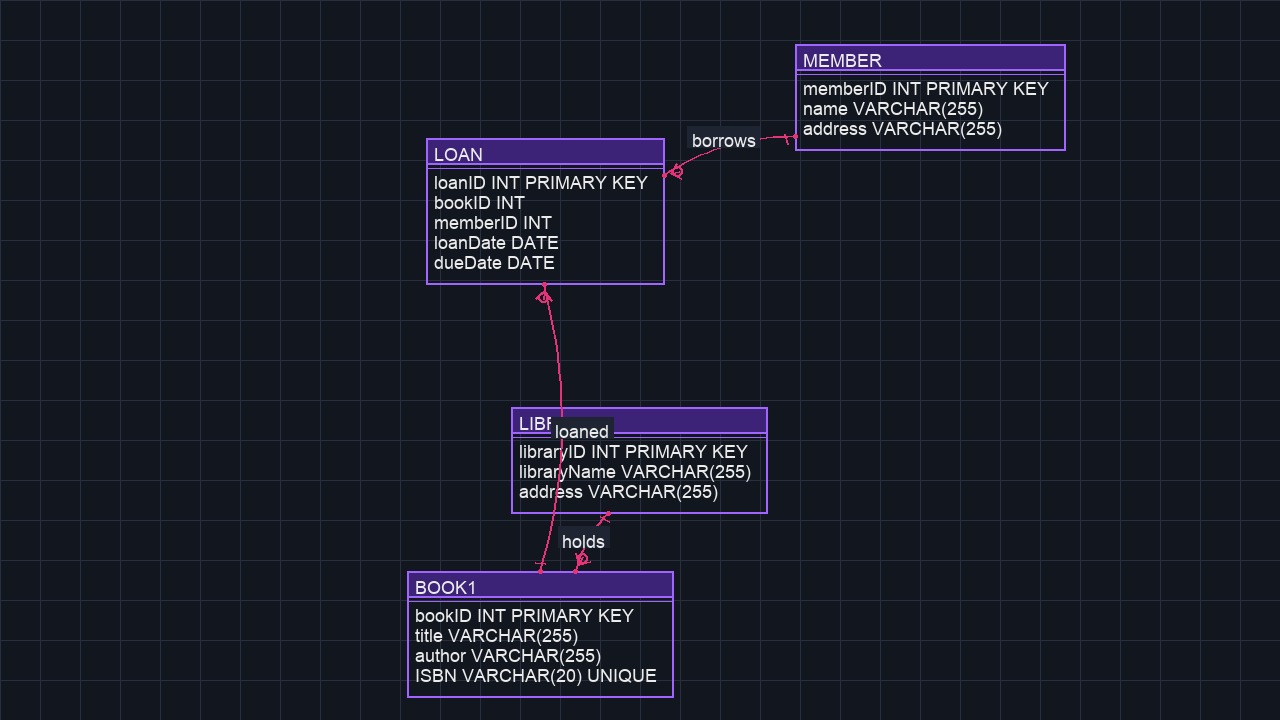 MEMBER
memberID INT PRIMARY KEY
name VARCHAR(255)
address VARCHAR(255)
borrows
LOAN
loanID INT PRIMARY KEY
bookID INT
memberID INT
loanDate DATE
dueDate DATE
loaned
libraryID INT PRIMARY KEY
libraryName VARCHAR(255)
address VARCHAR(255)
holds
BOOK1
bookID INT PRIMARY KEY
title VARCHAR(255)
author VARCHAR(255)
ISBN VARCHAR(20) UNIQUE